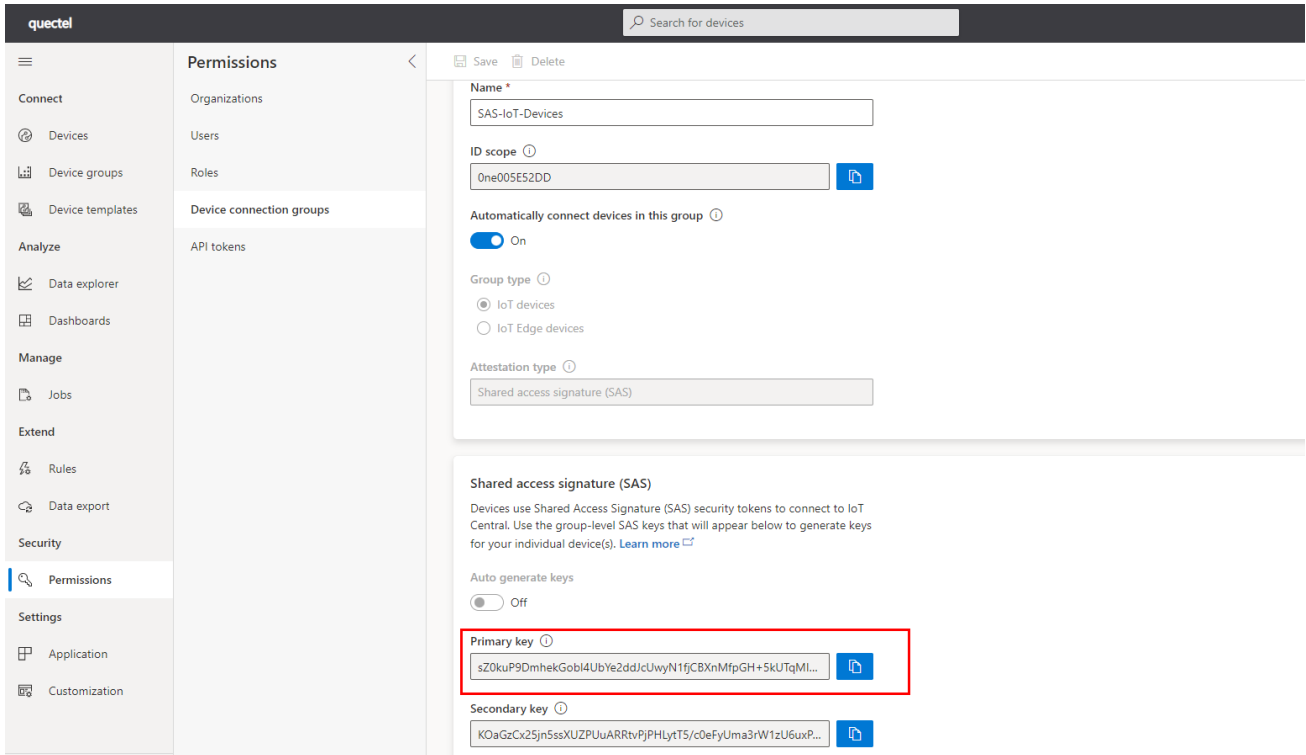 quectel
Search for devices
Permissions
Save
Delete
Connect
Devices
Device groups
Device templates
Analyze
Data explorer
Dashboards
Manage
Jobs
Extend
Rules
Data export
Security
Permissions
Settings
Application
Customization
Organizations
Users
Roles
Device connection groups
API tokens
Name *
SAS-IoT-Devices
ID scope
0ne005E52DD
Automatically connect devices in this group
On
Group type
IoT devices
IoT Edge devices
Attestation type
Shared access signature (SAS)
Shared access signature (SAS)
Devices use Shared Access Signature (SAS) security tokens to connect to IoT
Central. Use the group-level SAS keys that will appear below to generate keys
for your individual device(s). Learn more
Auto generate keys
Off
Primary key
sZ0kuP9DmhekGobI4UbYe2ddJcUwyN1fjCBXnMfpGH+5kUTqMI...
Secondary key
KOaGzCx25jn5ssXUZPUuARRtvPjPHLytT5/c0eFyUma3rW1zU6uxP...